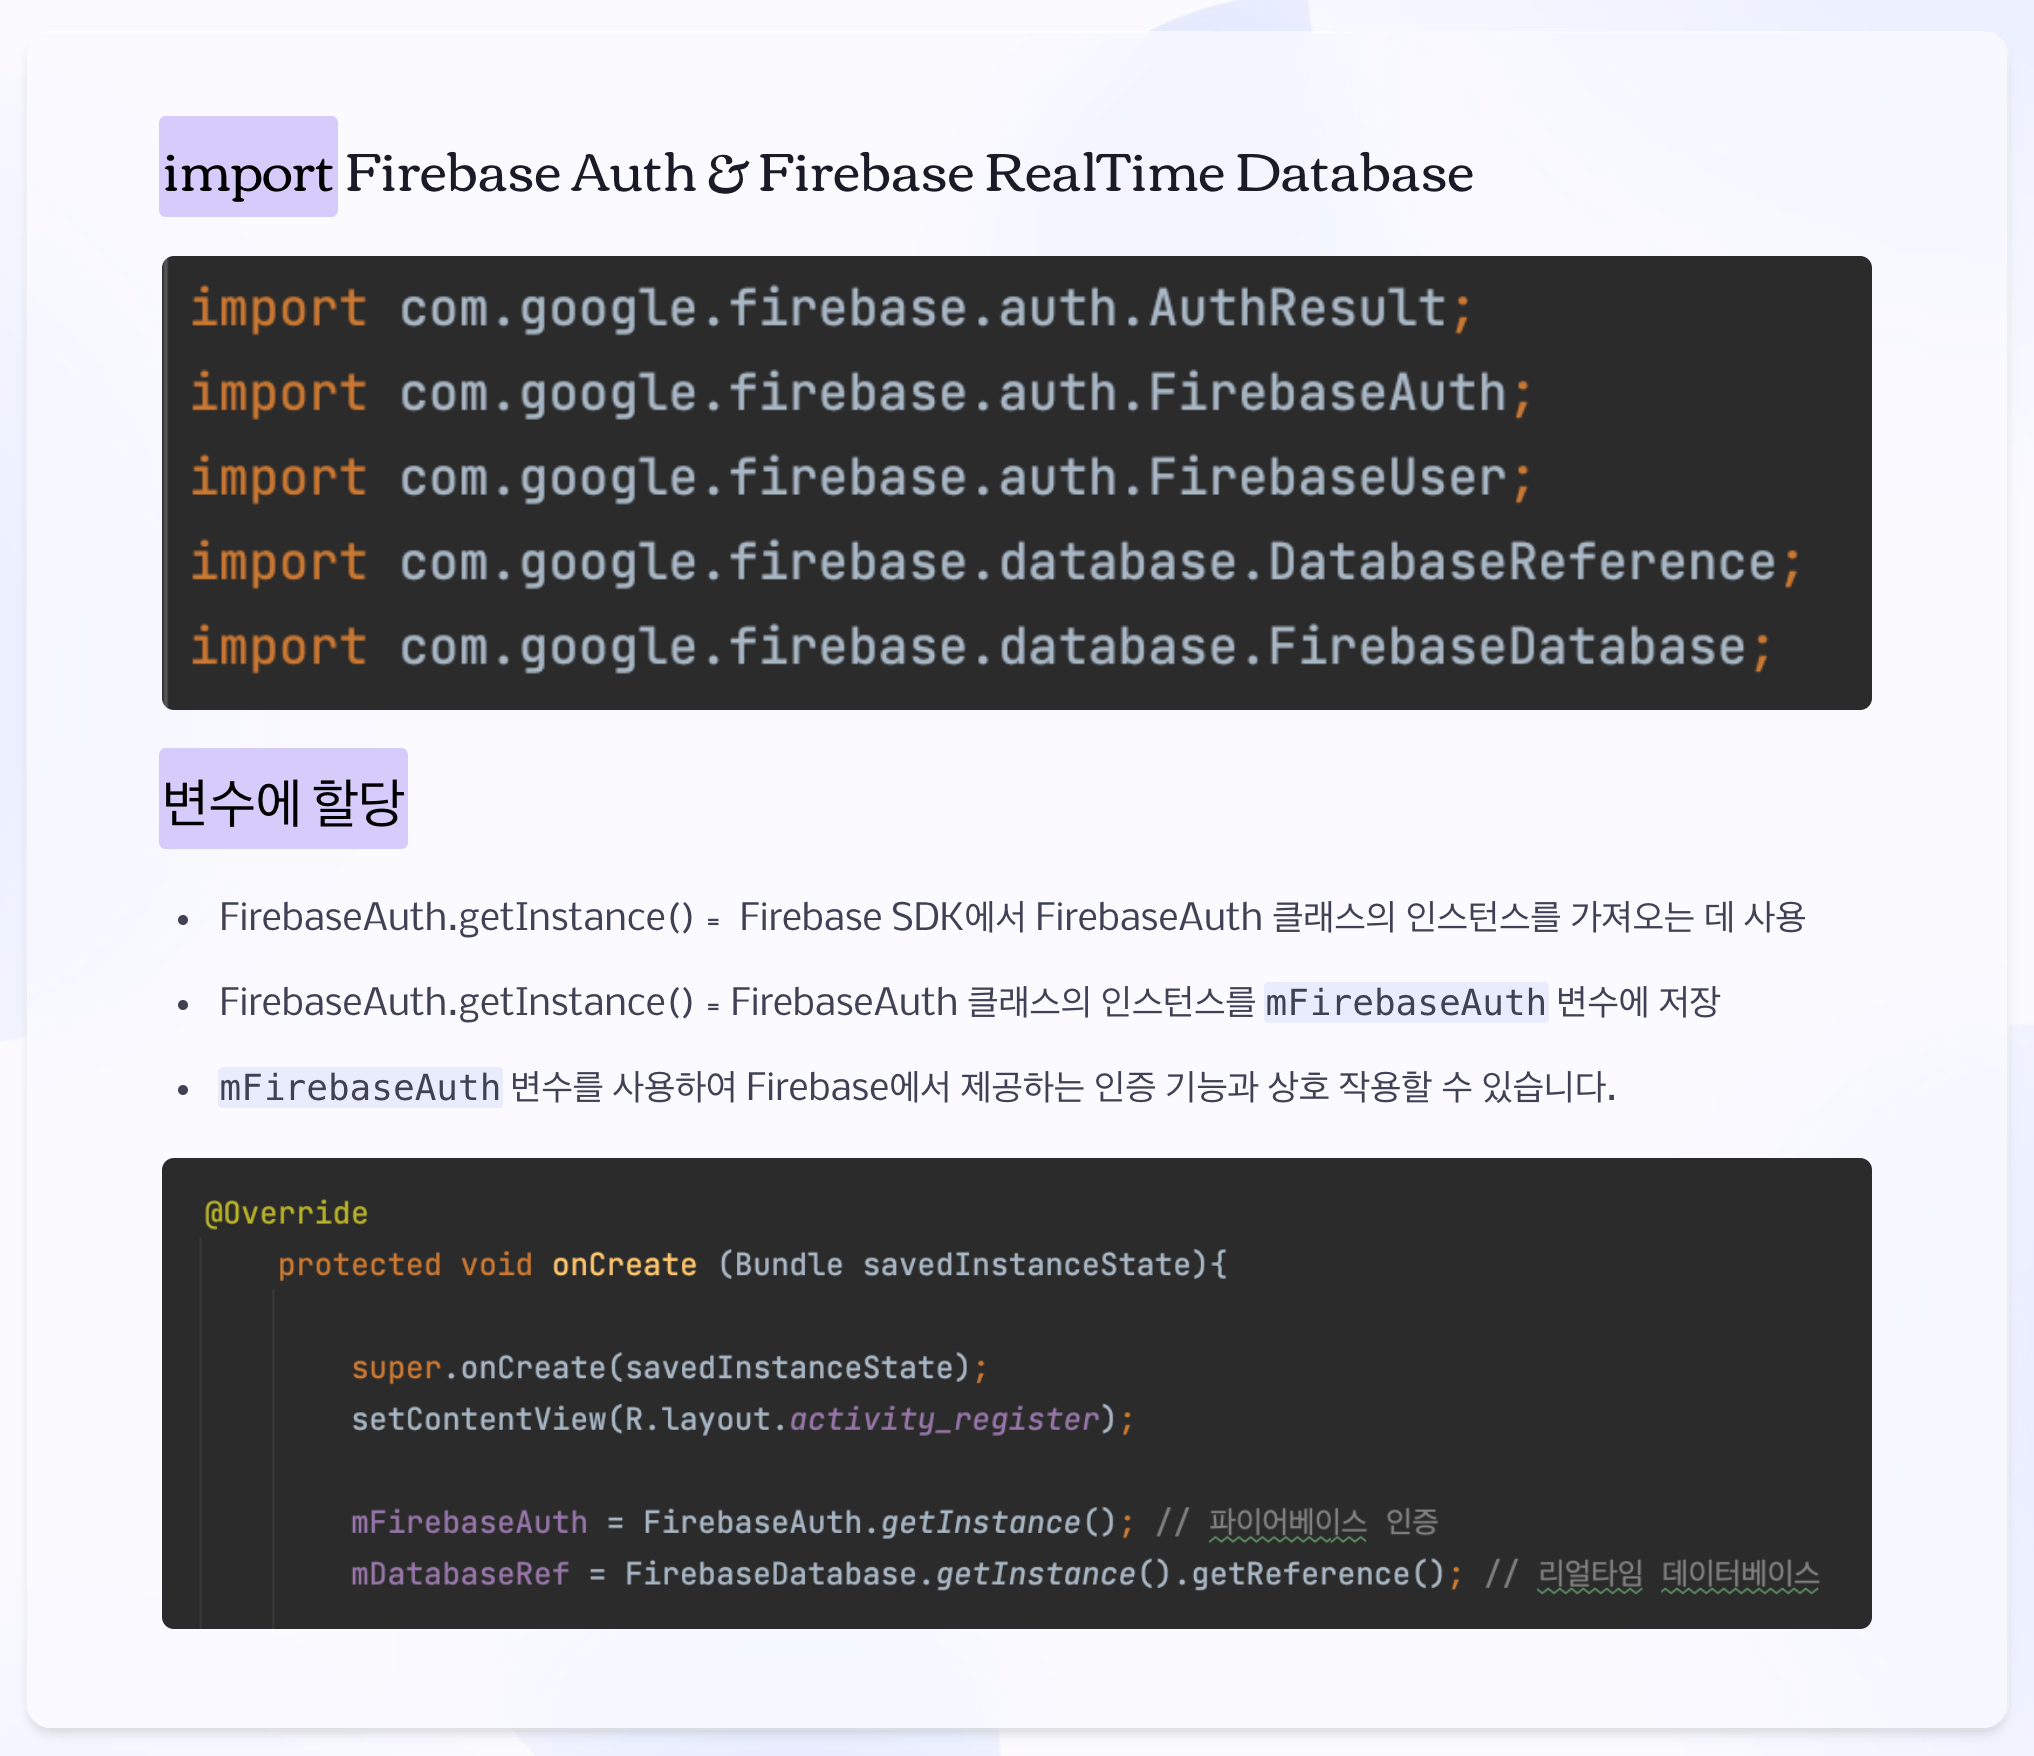 import Firebase Auth & Firebase RealTime Database
import com.google.firebase.auth.AuthResult;
import com.google.firebase.auth.FirebaseAuth;
import com.google.firebase.auth.FirebaseUser;
import com.google.firebase.database.DatabaseReference;
import com.google.firebase.database.FirebaseDatabase;
변수에 할당
• FirebaseAuth.getInstance() = Firebase SDK에서 FirebaseAuth 클래스의 인스턴스를 가져오는 데 사용
• FirebaseAuth.getInstance() = FirebaseAuth 클래스의 인스턴스를 mFirebaseAuth 변수에 저장
• mFirebaseAuth 변수를 사용하여 Firebase에서 제공하는 인증 기능과 상호 작용할 수 있습니다.
@Override
protected void onCreate (Bundle savedInstanceState){
super.onCreate(savedInstanceState);
setContentView(R.layout.activity_register);
mFirebaseAuth = FirebaseAuth.getInstance(); // 파이어베이스 인증
mDatabaseRef = FirebaseDatabase.getInstance().getReference(); // 리얼타임 데이터베이스